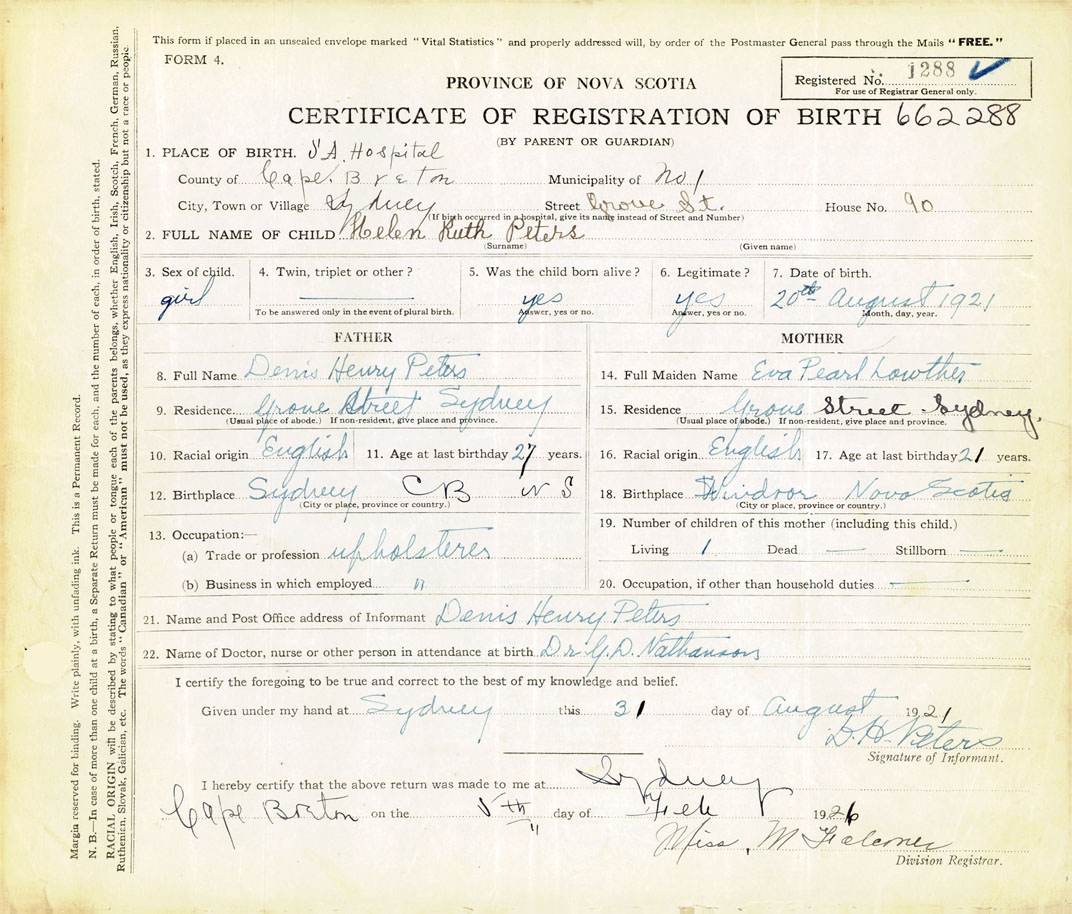 This form if placed in an unsealed envelope marked "Vital Statistics" and properly addressed will, by order of the Postmaster General pass through the Mails "FREE."
FORM 4.
Registered No. 1288
For use of Registrar General only.
PROVINCE OF NOVA SCOTIA
CERTIFICATE OF REGISTRATION OF BIRTH 662288
(BY PARENT OR GUARDIAN)
1. PLACE OF BIRTH. S A. Hospital
County of Cape. Breton Municipality of No 1
City, Town or Village Sydney Street Grove St. House No. 90
(If birth occurred in a hospital, give its name instead of Street and Number)
2. FULL NAME OF CHILD Helen Ruth Peters
(Surname) (Given name)
3. Sex of child. 4. Twin, triplet or other? 5. Was the child born alive? 6. Legitimate? 7. Date of birth.
girl yes yes 20th August 1921
To be answered only in the event of plural birth. Answer, yes or no. Answer, yes or no. Month, day, year.
FATHER
8. Full Name Denis Henry Peters
9. Residence. Grove Street Sydney
(Usual place of abode.) If non-resident, give place and province.
10. Racial origin English 11. Age at last birthday 27 years.
12. Birthplace Sydney C B N S
(City or place, province or country.)
13. Occupation:—
(a) Trade or profession upholsterer
(b) Business in which employed "
MOTHER
14. Full Maiden Name Eva Pearl Lowther
15. Residence Grove Street Sydney.
(Usual place of abode.) If non-resident, give place and province.
16. Racial origin English 17. Age at last birthday 21 years.
18. Birthplace Windsor Nova Scotia
(City or place, province or country.)
19. Number of children of this mother (including this child.)
Living 1 Dead — Stillborn —
20. Occupation, if other than household duties —
21. Name and Post Office address of Informant Denis Henry Peters
22. Name of Doctor, nurse or other person in attendance at birth Dr G. D. Nathanson
I certify the foregoing to be true and correct to the best of my knowledge and belief.
Given under my hand at Sydney this 31 day of August 1921
D. H. Peters
Signature of Informant.
I hereby certify that the above return was made to me at Sydney
Cape Breton on the 5th day of Feb 1926
Miss. M Falconer
Division Registrar.
Margin reserved for binding. Write plainly, with unfading ink. This is a Permanent Record.
N. B.—In case of more than one child at a birth, a Separate Return must be made for each, and the number of each, in order of birth, stated.
RACIAL ORIGIN will be described by stating to what people or tongue each of the parents belongs, whether English, Irish, Scotch, French, German, Russian.
Ruthenien, Slovak, Galician, etc. The words "Canadian" or "American" must not be used, as they express nationality or citizenship but not a race or people.